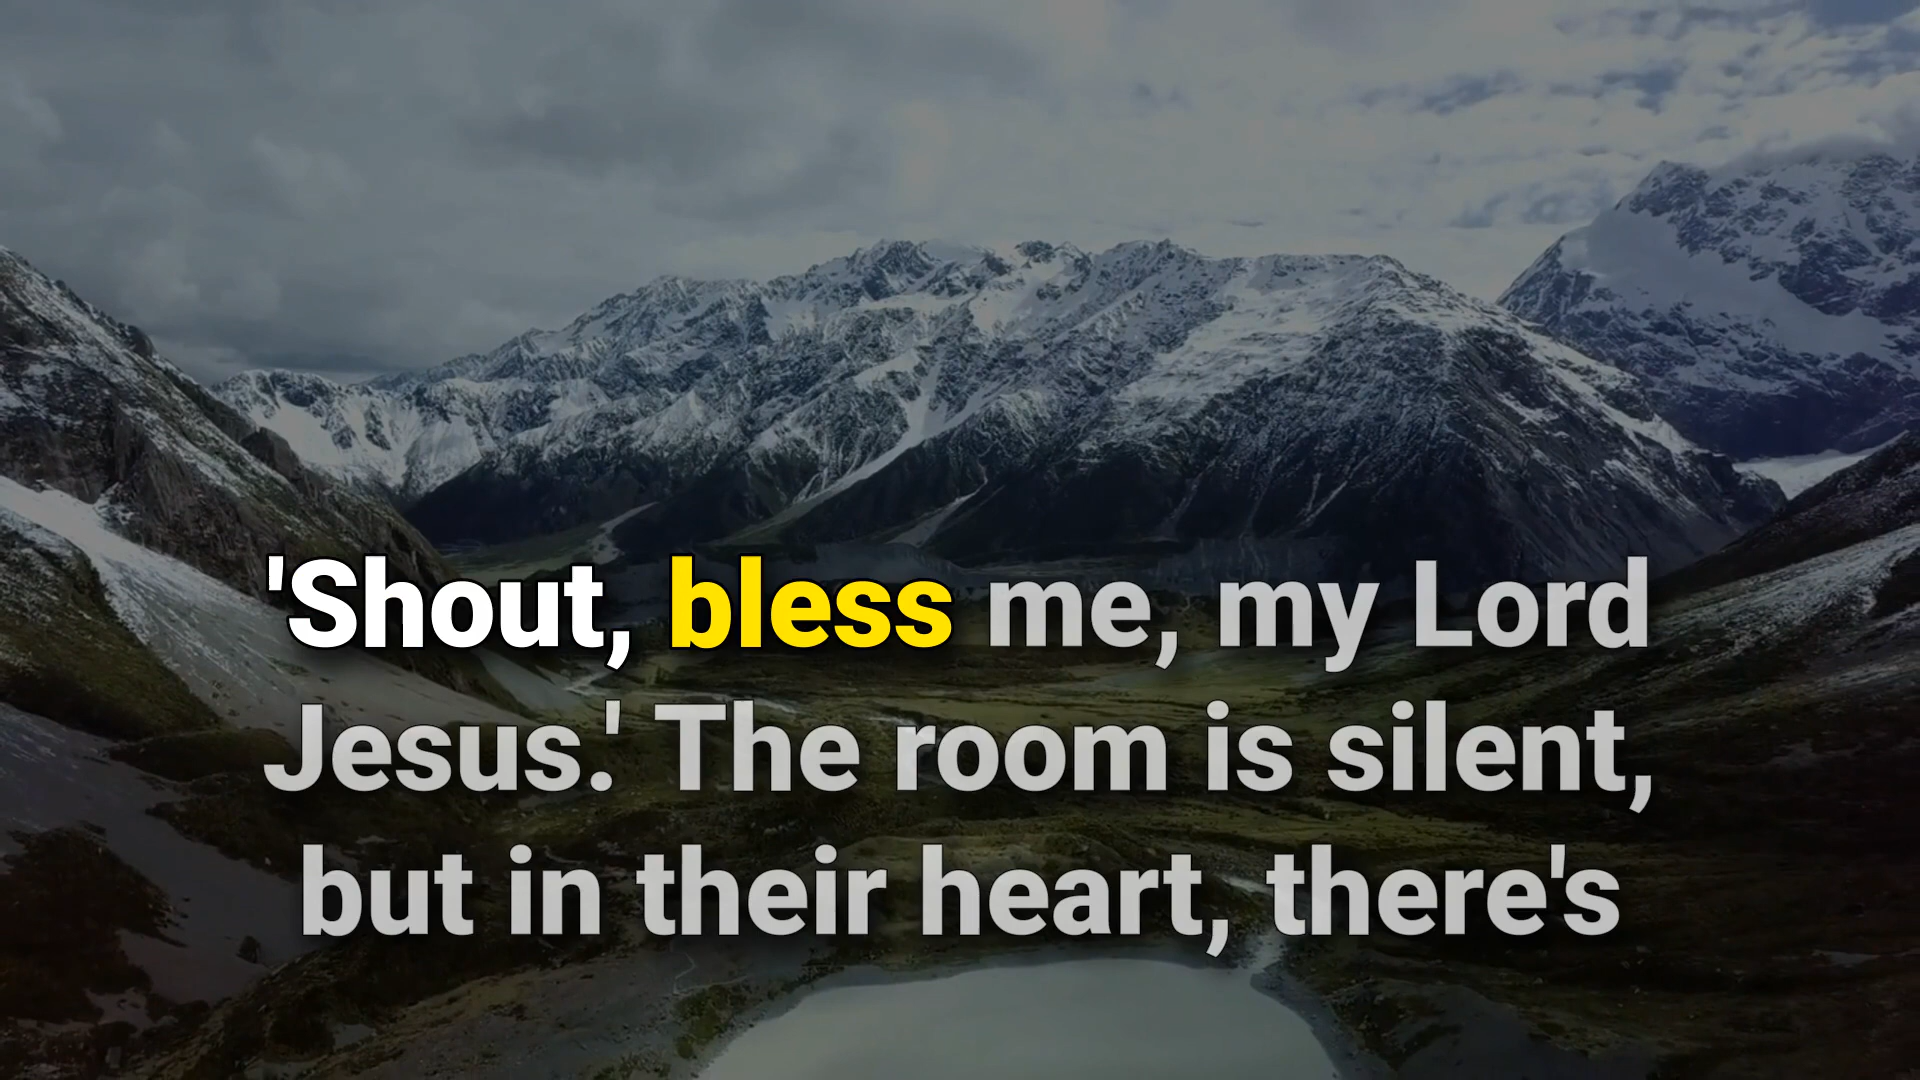 'Shout, bless me, my Lord
Jesus.' The room is silent,
but in their heart, there's